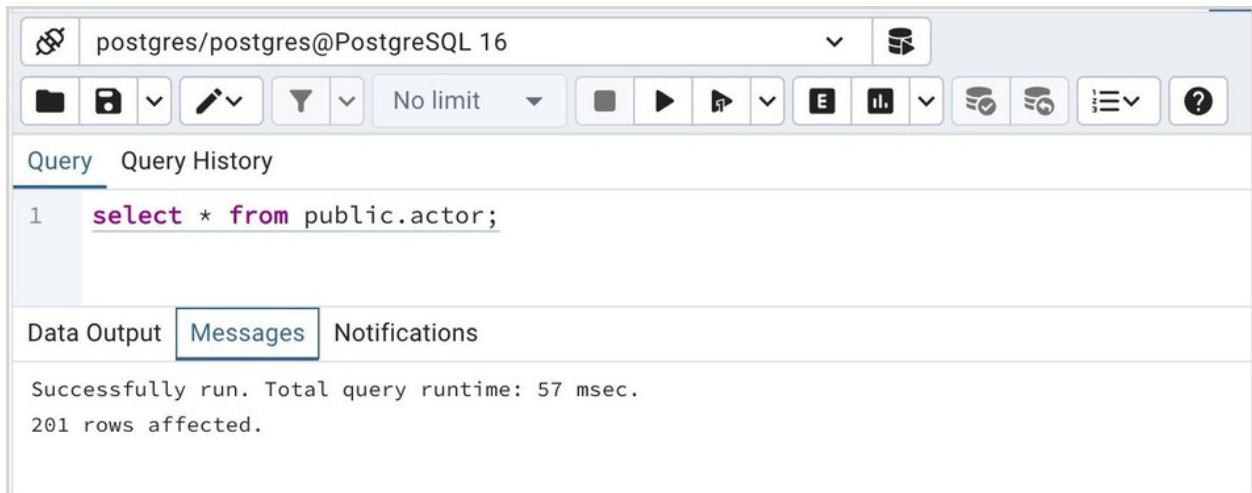 postgres/postgres@PostgreSQL 16
No limit
E
Query Query History
1 select * from public.actor;
Data Output Messages Notifications
Successfully run. Total query runtime: 57 msec.
201 rows affected.